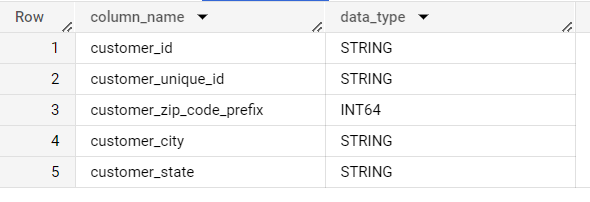 Row column_name data_type
1 customer_id STRING
2 customer_unique_id STRING
3 customer_zip_code_prefix INT64
4 customer_city STRING
5 customer_state STRING